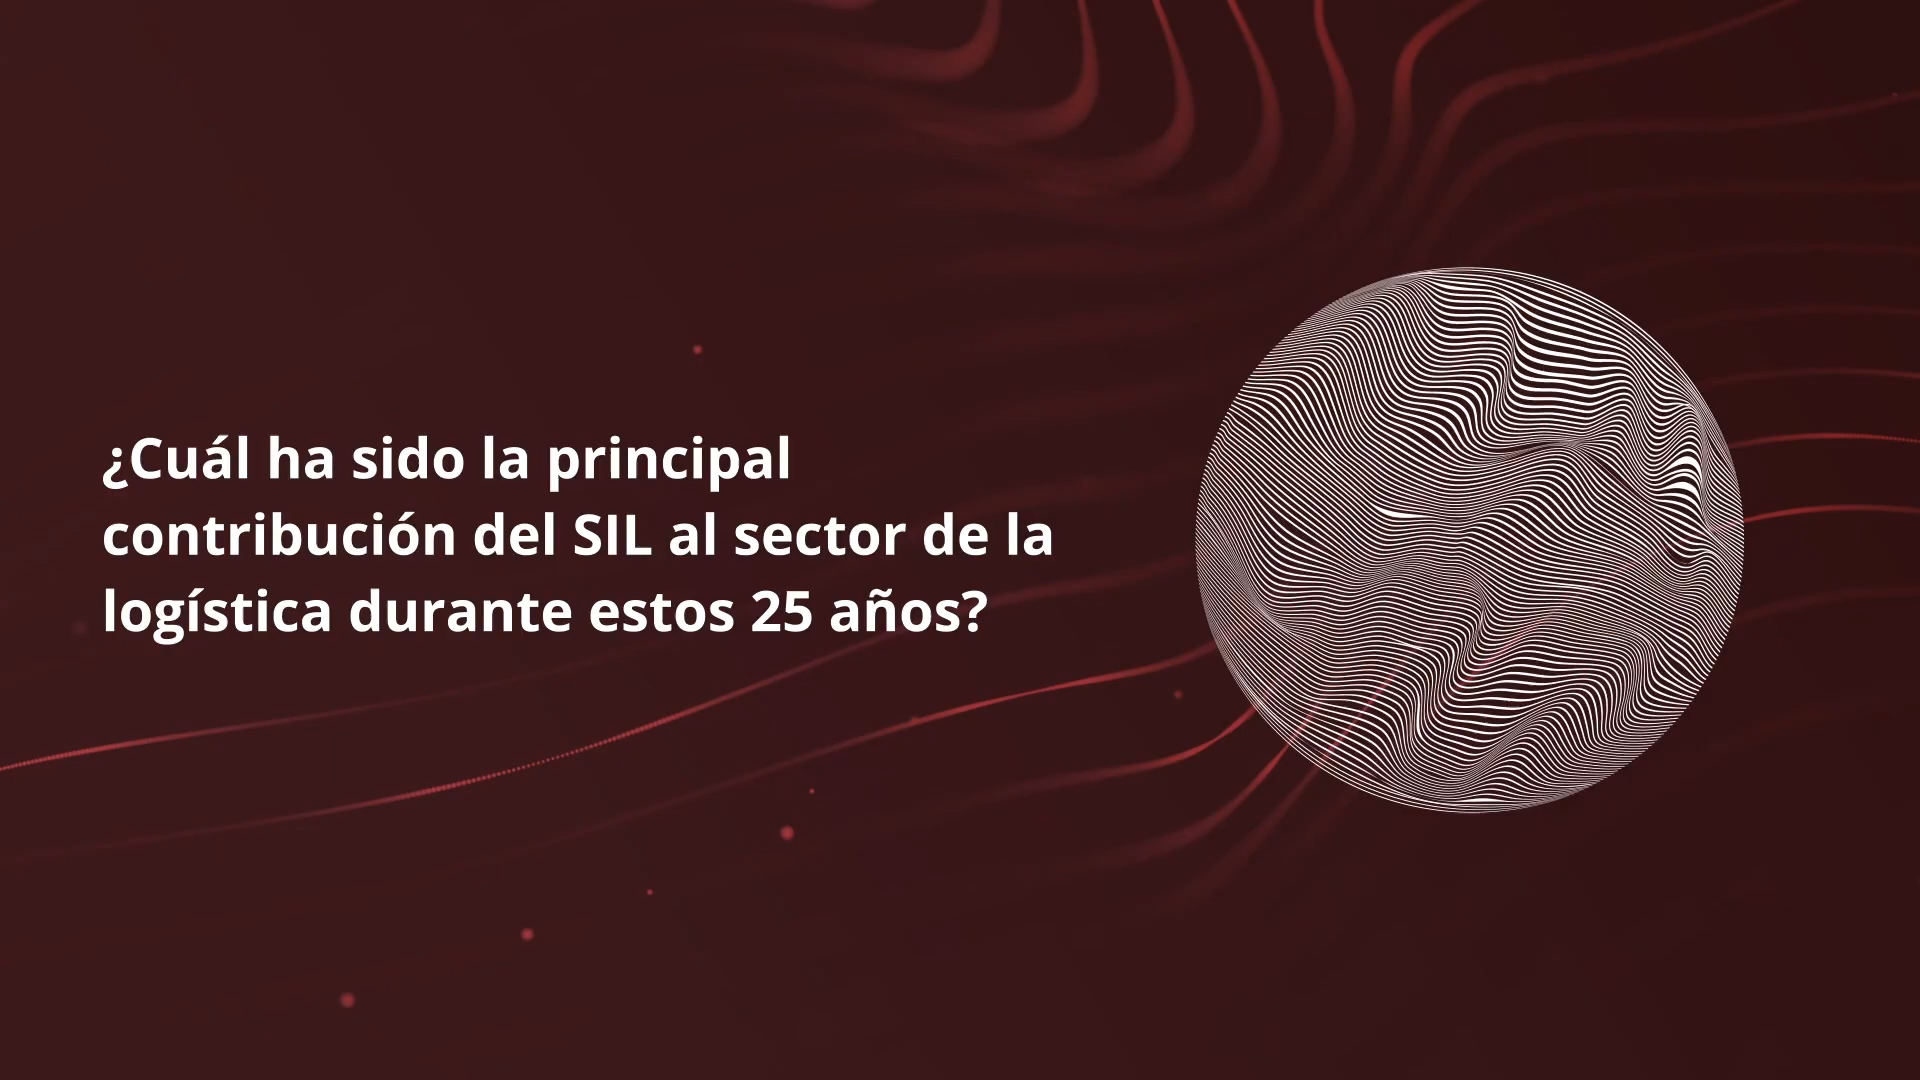 ¿Cuál ha sido la principal
contribución del SIL al sector de la
logística durante estos 25 años?